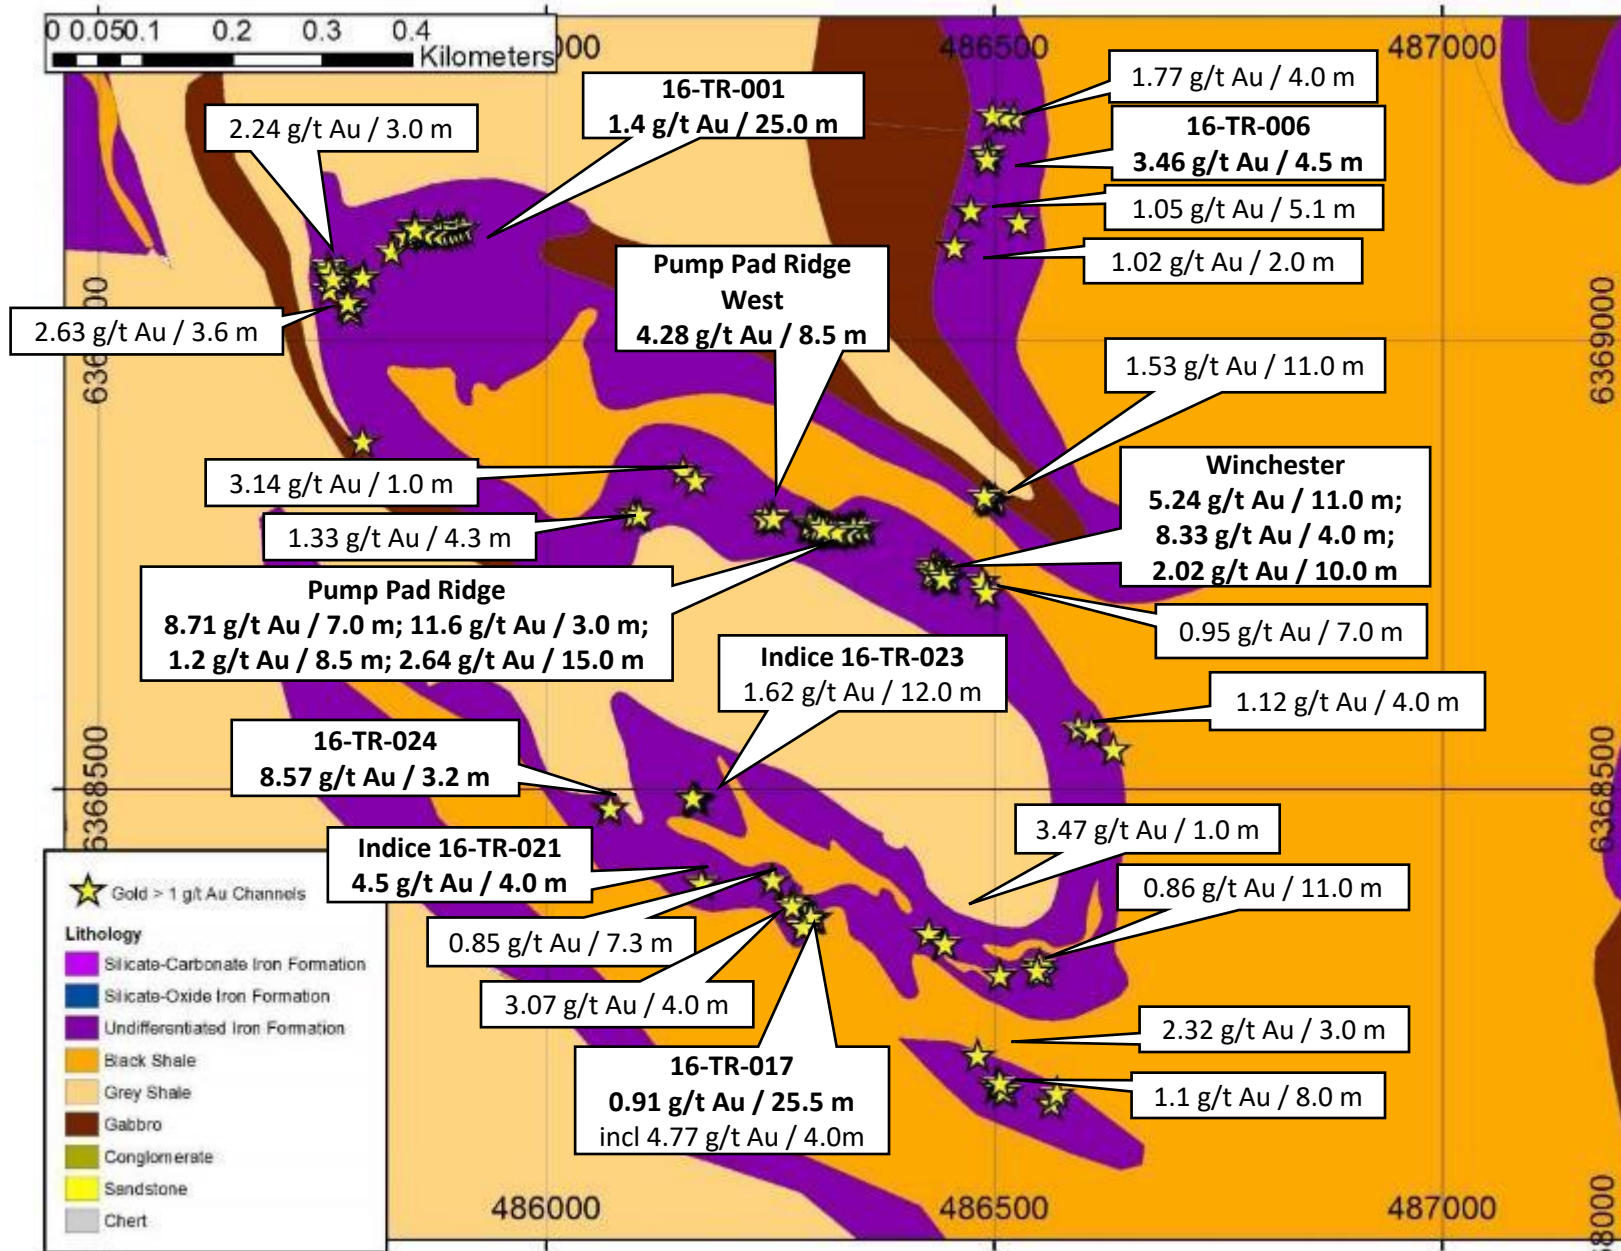 0 0.050.1 0.2 0.3 0.4
Kilometers
000
486500
487000
1.77 g/t Au / 4.0 m
16-TR-001
1.4 g/t Au / 25.0 m
2.24 g/t Au / 3.0 m
16-TR-006
3.46 g/t Au / 4.5 m
1.05 g/t Au / 5.1 m
1.02 g/t Au / 2.0 m
Pump Pad Ridge
West
4.28 g/t Au / 8.5 m
2.63 g/t Au / 3.6 m
6369000
1.53 g/t Au / 11.0 m
3.14 g/t Au / 1.0 m
1.33 g/t Au / 4.3 m
Winchester
5.24 g/t Au / 11.0 m;
8.33 g/t Au / 4.0 m;
2.02 g/t Au / 10.0 m
Pump Pad Ridge
8.71 g/t Au / 7.0 m; 11.6 g/t Au / 3.0 m;
1.2 g/t Au / 8.5 m; 2.64 g/t Au / 15.0 m
0.95 g/t Au / 7.0 m
Indice 16-TR-023
1.62 g/t Au / 12.0 m
1.12 g/t Au / 4.0 m
16-TR-024
8.57 g/t Au / 3.2 m
6368500
6368500
3.47 g/t Au / 1.0 m
Indice 16-TR-021
4.5 g/t Au / 4.0 m
0.86 g/t Au / 11.0 m
0.85 g/t Au / 7.3 m
3.07 g/t Au / 4.0 m
2.32 g/t Au / 3.0 m
16-TR-017
0.91 g/t Au / 25.5 m
incl 4.77 g/t Au / 4.0m
1.1 g/t Au / 8.0 m
Gold > 1 g/t Au Channels
Lithology
Silicate-Carbonate Iron Formation
Silicate-Oxide Iron Formation
Undifferentiated Iron Formation
Black Shale
Grey Shale
Gabbro
Conglomerate
Sandstone
Chert
486000
486500
487000
8000